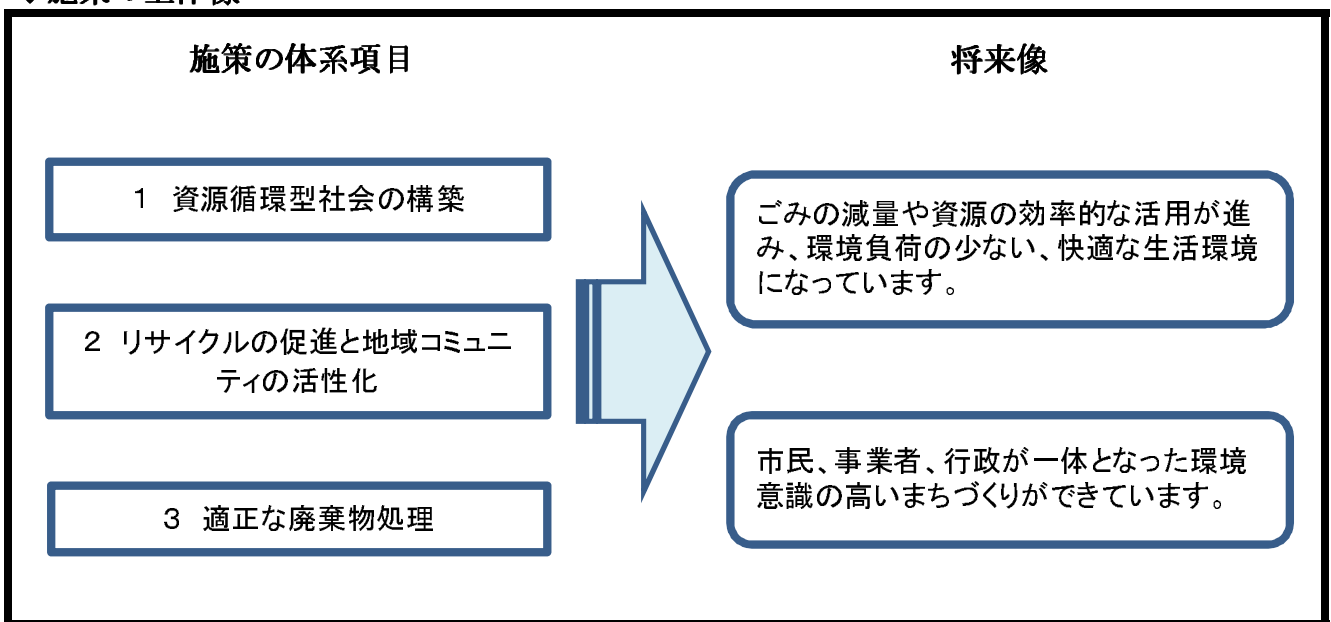 施策の体系項目
将来像
1 資源循環型社会の構築
2 リサイクルの促進と地域コミュニ
ティの活性化
3 適正な廃棄物処理
ごみの減量や資源の効率的な活用が進
み、環境負荷の少ない、快適な生活環境
になっています。
市民、事業者、行政が一体となった環境
意識の高いまちづくりができています。